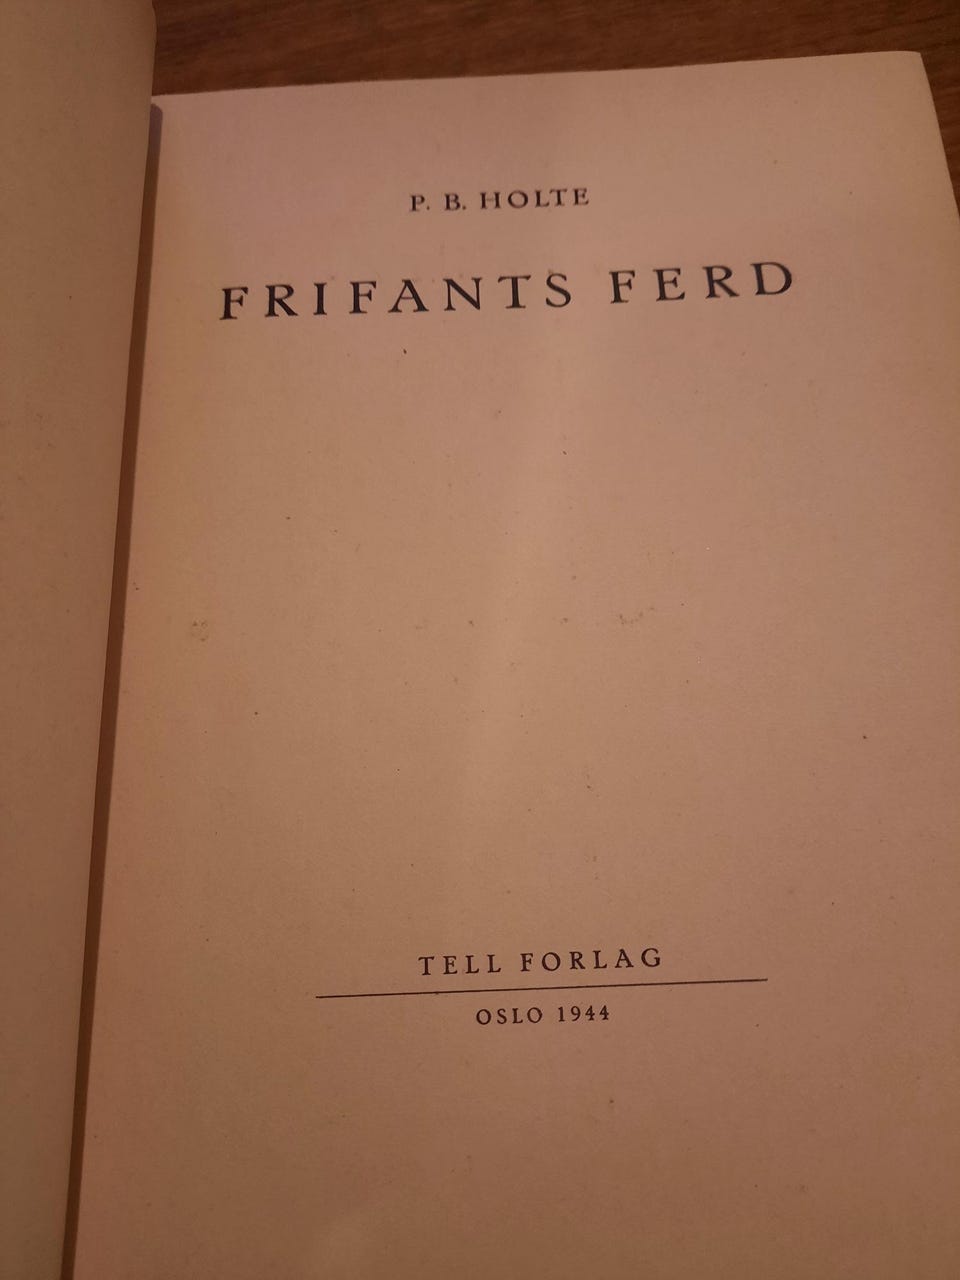 P. B. HOLTE
FRIFANTS FERD
TELL FORLAG
OSLO 1944